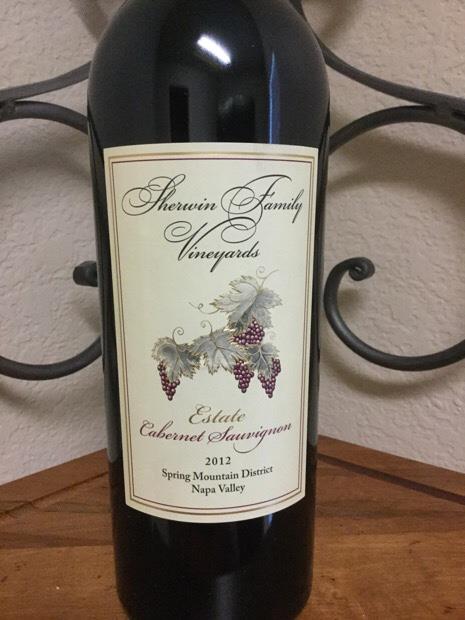 Sherwin Family
Vineyards
Estate
Cabernet Sauvignon
2012
Spring Mountain District
Napa Valley